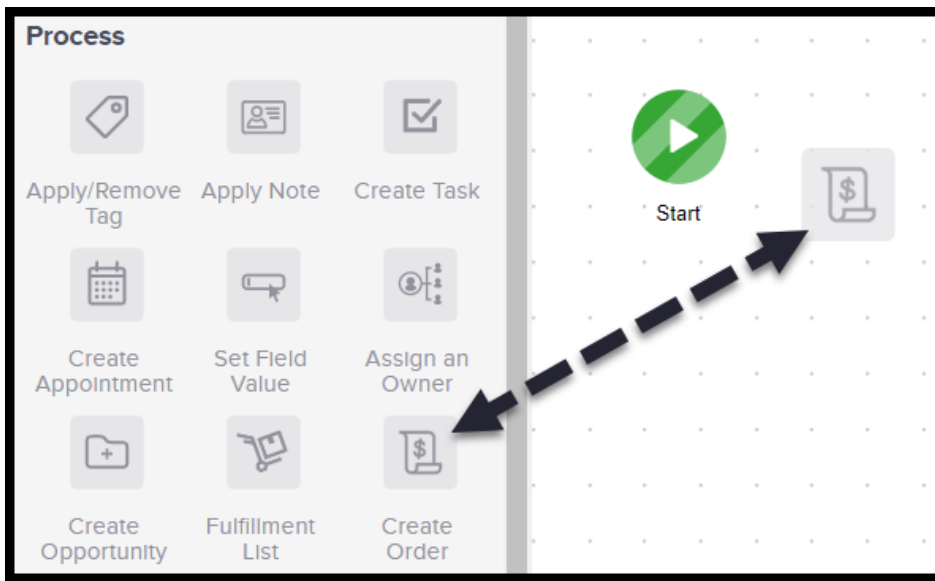 Process
Apply/Remove Tag
Apply Note
Create Task
Start
Create Appointment
Set Field Value
Assign an Owner
Create Opportunity
Fulfillment List
Create Order